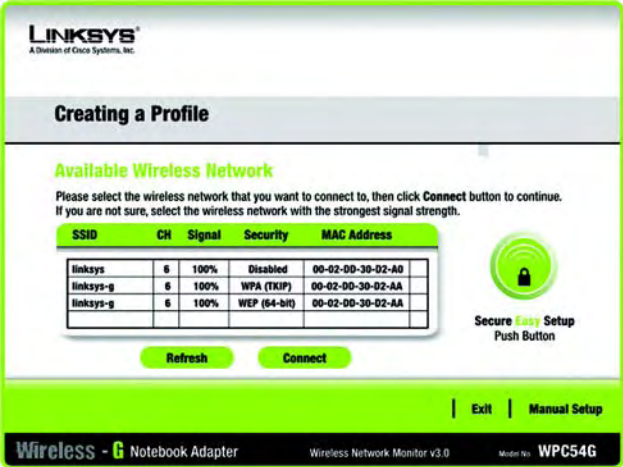 LINKSYS®
A Division of Cisco Systems, Inc.
Creating a Profile
Available Wireless Network
Please select the wireless network that you want to connect to, then click Connect button to continue.
If you are not sure, select the wireless network with the strongest signal strength.
SSID CH Signal Security MAC Address
linksys 6 100% Disabled 00-02-DD-30-D2-A0
linksys-g 6 100% WPA (TKIP) 00-02-DD-30-D2-AA
linksys-g 6 100% WEP (64-bit) 00-02-DD-30-D2-AA
Secure Easy Setup
Push Button
Refresh Connect
Exit Manual Setup
Wireless - G Notebook Adapter Wireless Network Monitor v3.0 Model No. WPC54G